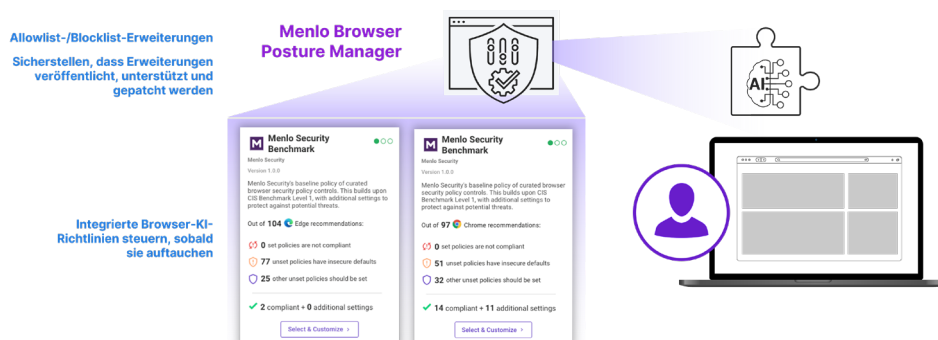 Allowlist-/Blocklist-Erweiterungen
Sicherstellen, dass Erweiterungen
veröffentlicht, unterstützt und
gepatcht werden
Integrierte Browser-KI-
Richtlinien steuern, sobald
sie auftauchen
Menlo Browser
Posture Manager
AI
Menlo Security
Benchmark
Menlo Security
Version 1.0.0
Menlo Security's baseline policy of curated
browser security policy controls. This builds upon
CIS Benchmark Level 1, with additional settings to
protect against potential threats.
Out of 104 Edge recommendations:
0 set policies are not compliant
77 unset policies have insecure defaults
25 other unset policies should be set
2 compliant + 0 additional settings
Select & Customize ›
Menlo Security
Benchmark
Menlo Security
Version 1.0.0
Menlo Security's baseline policy of curated browser
security policy controls. This builds upon CIS
Benchmark Level 1, with additional settings to protect
against potential threats.
Out of 97 Chrome recommendations:
0 set policies are not compliant
51 unset policies have insecure defaults
32 other unset policies should be set
14 compliant + 11 additional settings
Select & Customize ›